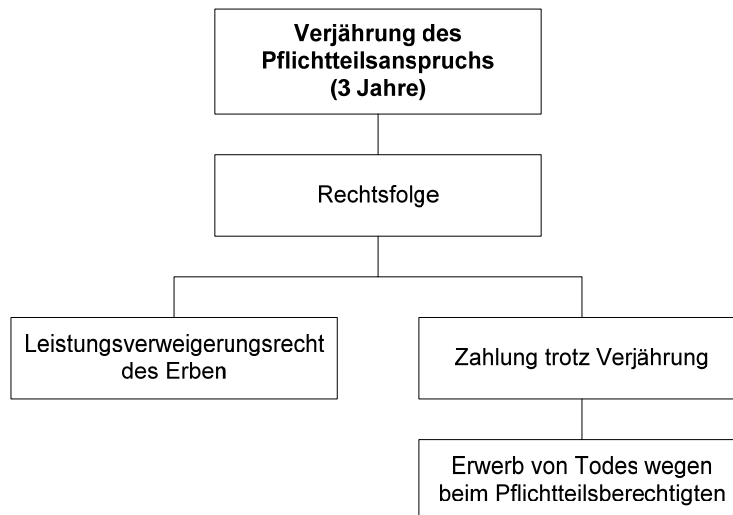 Verjährung des
Pflichtteilsanspruchs
(3 Jahre)
Rechtsfolge
Leistungsverweigerungsrecht
des Erben
Zahlung trotz Verjährung
Erwerb von Todes wegen
beim Pflichtteilsberechtigten